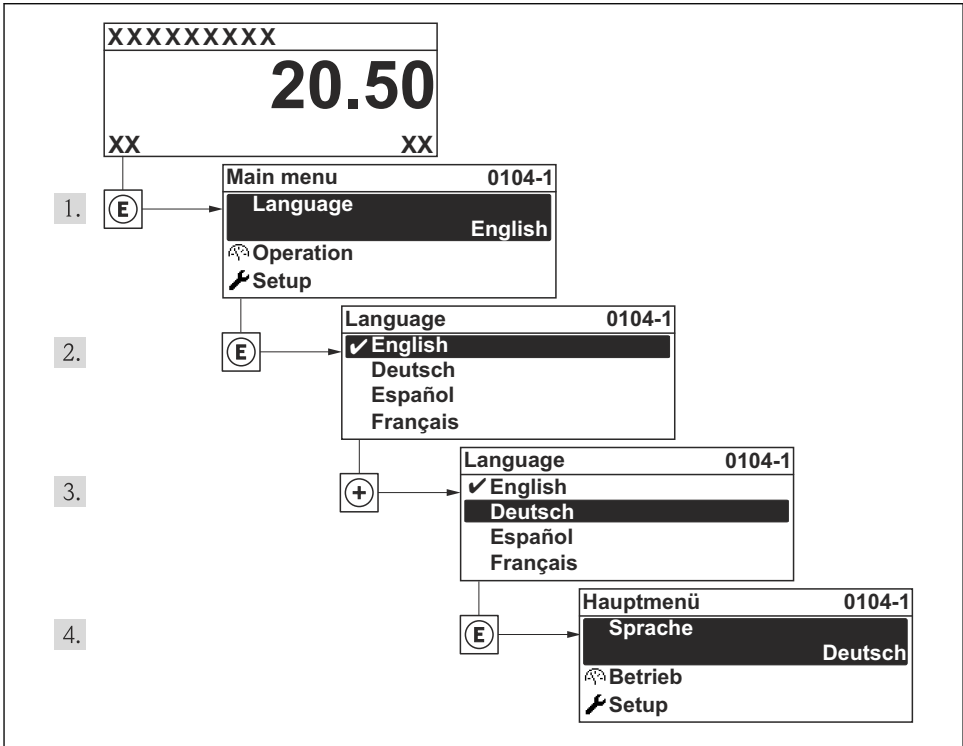 XXXXXXXXX
20.50
XX XX
1.
E
Main menu 0104-1
Language
English
Operation
Setup
2.
E
Language 0104-1
✔ English
Deutsch
Español
Français
3.
+
Language 0104-1
✔ English
Deutsch
Español
Français
4.
E
Hauptmenü 0104-1
Sprache
Deutsch
Betrieb
Setup